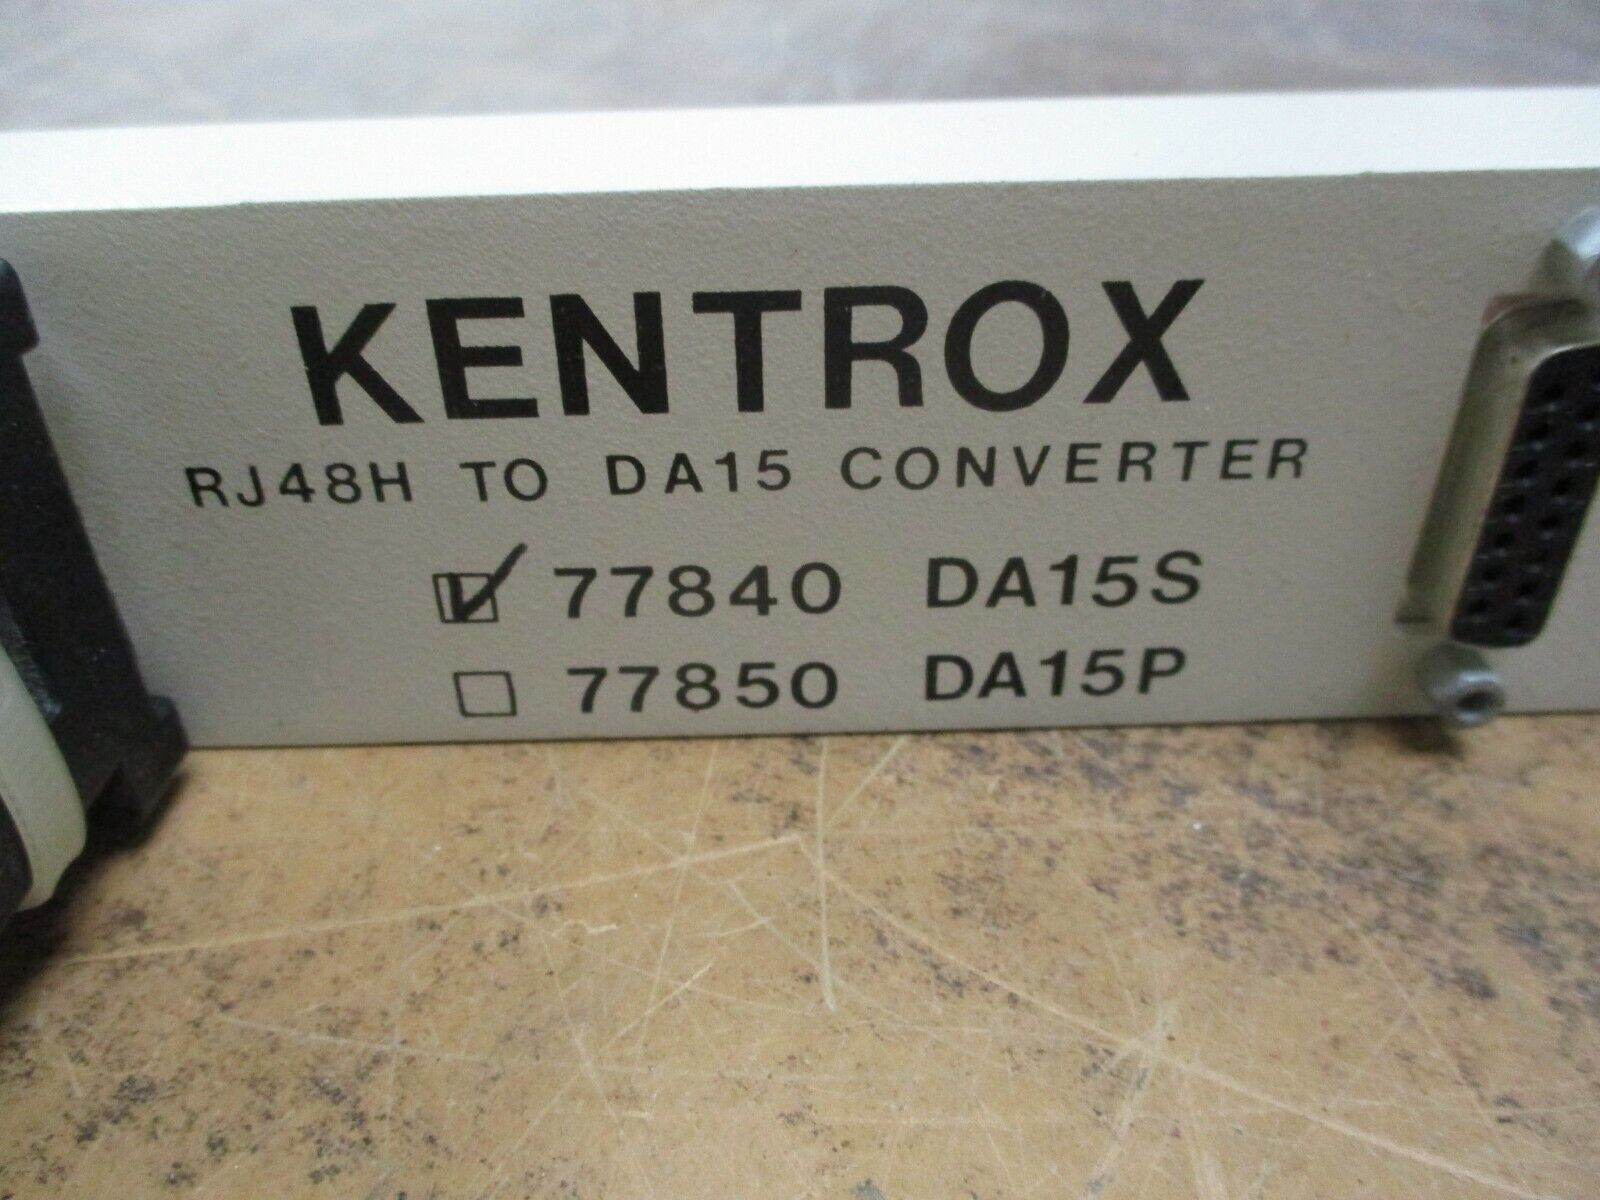 KENTROX
RJ48H TO DA15 CONVERTER
77840 DA15S
77850 DA15P